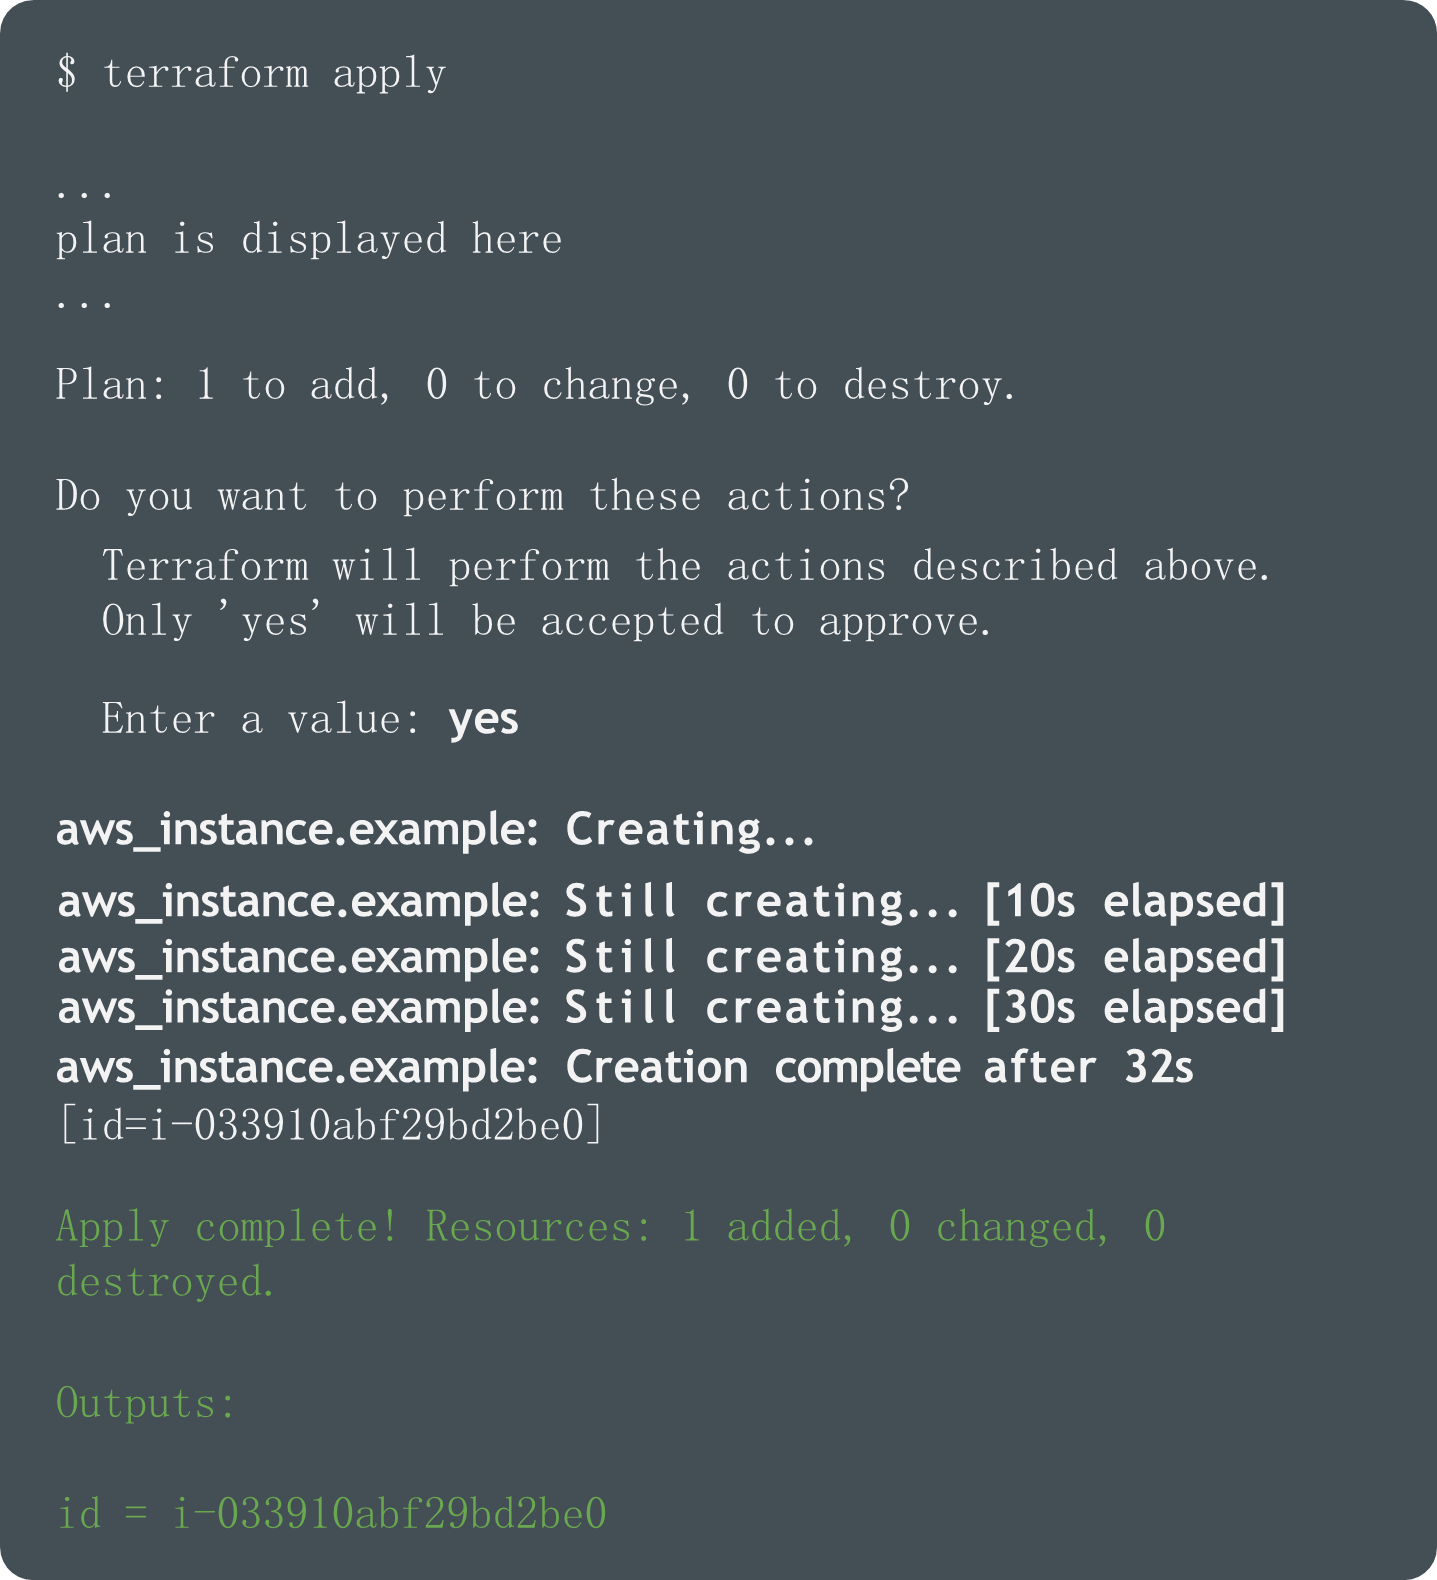 $ terraform apply
...
plan is displayed here
...
Plan: 1 to add, 0 to change, 0 to destroy.
Do you want to perform these actions?
Terraform will perform the actions described above.
Only 'yes' will be accepted to approve.
Enter a value: yes
aws_instance.example: Creating...
aws_instance.example: Still creating... [10s elapsed]
aws_instance.example: Still creating... [20s elapsed]
aws_instance.example: Still creating... [30s elapsed]
aws_instance.example: Creation complete after 32s
[id=i-033910abf29bd2be0]
Apply complete! Resources: 1 added, 0 changed, 0
destroyed.
Outputs:
id = i-033910abf29bd2be0